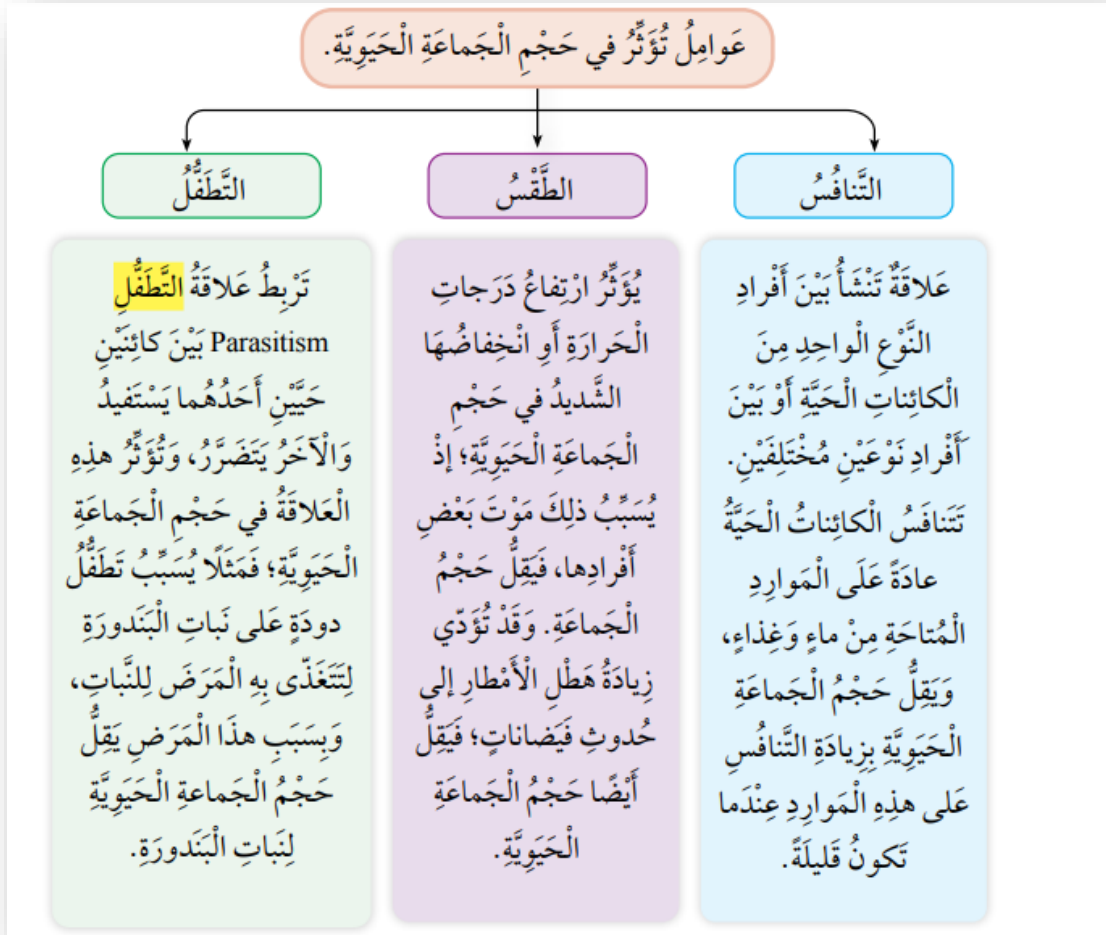 عَوامِلُ تُؤَثِّرُ في حَجْمِ الْجَماعَةِ الْحَيَوِيَّةِ.
التَّنافُسُ
عَلاقَةٌ تَنْشَأُ بَيْنَ أَفْرادِ
النَّوْعِ الْواحِدِ مِنَ
الْكائِناتِ الْحَيَّةِ أَوْ بَيْنَ
أَفْرادِ نَوْعَيْنِ مُخْتَلِفَيْنِ.
تَتَنافَسُ الْكائِناتُ الْحَيَّةُ
عادَةً عَلَى الْمَوارِدِ
الْمُتاحَةِ مِنْ ماءٍ وَغِذاءٍ،
وَيَقِلُّ حَجْمُ الْجَماعَةِ
الْحَيَوِيَّةِ بِزِيادَةِ التَّنافُسِ
عَلى هذِهِ الْمَوارِدِ عِنْدَما
تَكونُ قَليلَةً.
الطَّقْسُ
يُؤَثِّرُ ارْتِفاعُ دَرَجاتِ
الْحَرارَةِ أَوِ انْخِفاضُهَا
الشَّديدُ في حَجْمِ
الْجَماعَةِ الْحَيَوِيَّةِ؛ إذْ
يُسَبِّبُ ذلِكَ مَوْتَ بَعْضِ
أَفْرادِها، فَيَقِلُّ حَجْمُ
الْجَماعَةِ. وَقَدْ تُؤَدّي
زِيادَةُ هَطْلِ الْأَمْطارِ إلى
حُدوثِ فَيَضاناتٍ؛ فَيَقِلُّ
أَيْضًا حَجْمُ الْجَماعَةِ
الْحَيَوِيَّةِ.
التَّطَفُّلُ
تَرْبِطُ عَلاقَةُ التَّطَفُّلِ
Parasitism بَيْنَ كائِنَيْنِ
حَيَّيْنِ أَحَدُهُما يَسْتَفيدُ
وَالْآخَرُ يَتَضَرَّرُ، وَتُؤَثِّرُ هذِهِ
الْعَلاقَةُ في حَجْمِ الْجَماعَةِ
الْحَيَوِيَّةِ؛ فَمَثَلًا يُسَبِّبُ تَطَفُّلُ
دودَةٍ عَلى نَباتِ الْبَنَدورَةِ
لِتَتَغَذّى بِهِ الْمَرَضَ لِلنَّباتِ،
وَبِسَبَبِ هذَا الْمَرَضِ يَقِلُّ
حَجْمُ الْجَماعةِ الْحَيَوِيَّةِ
لِنَباتِ الْبَنَدورَةِ.